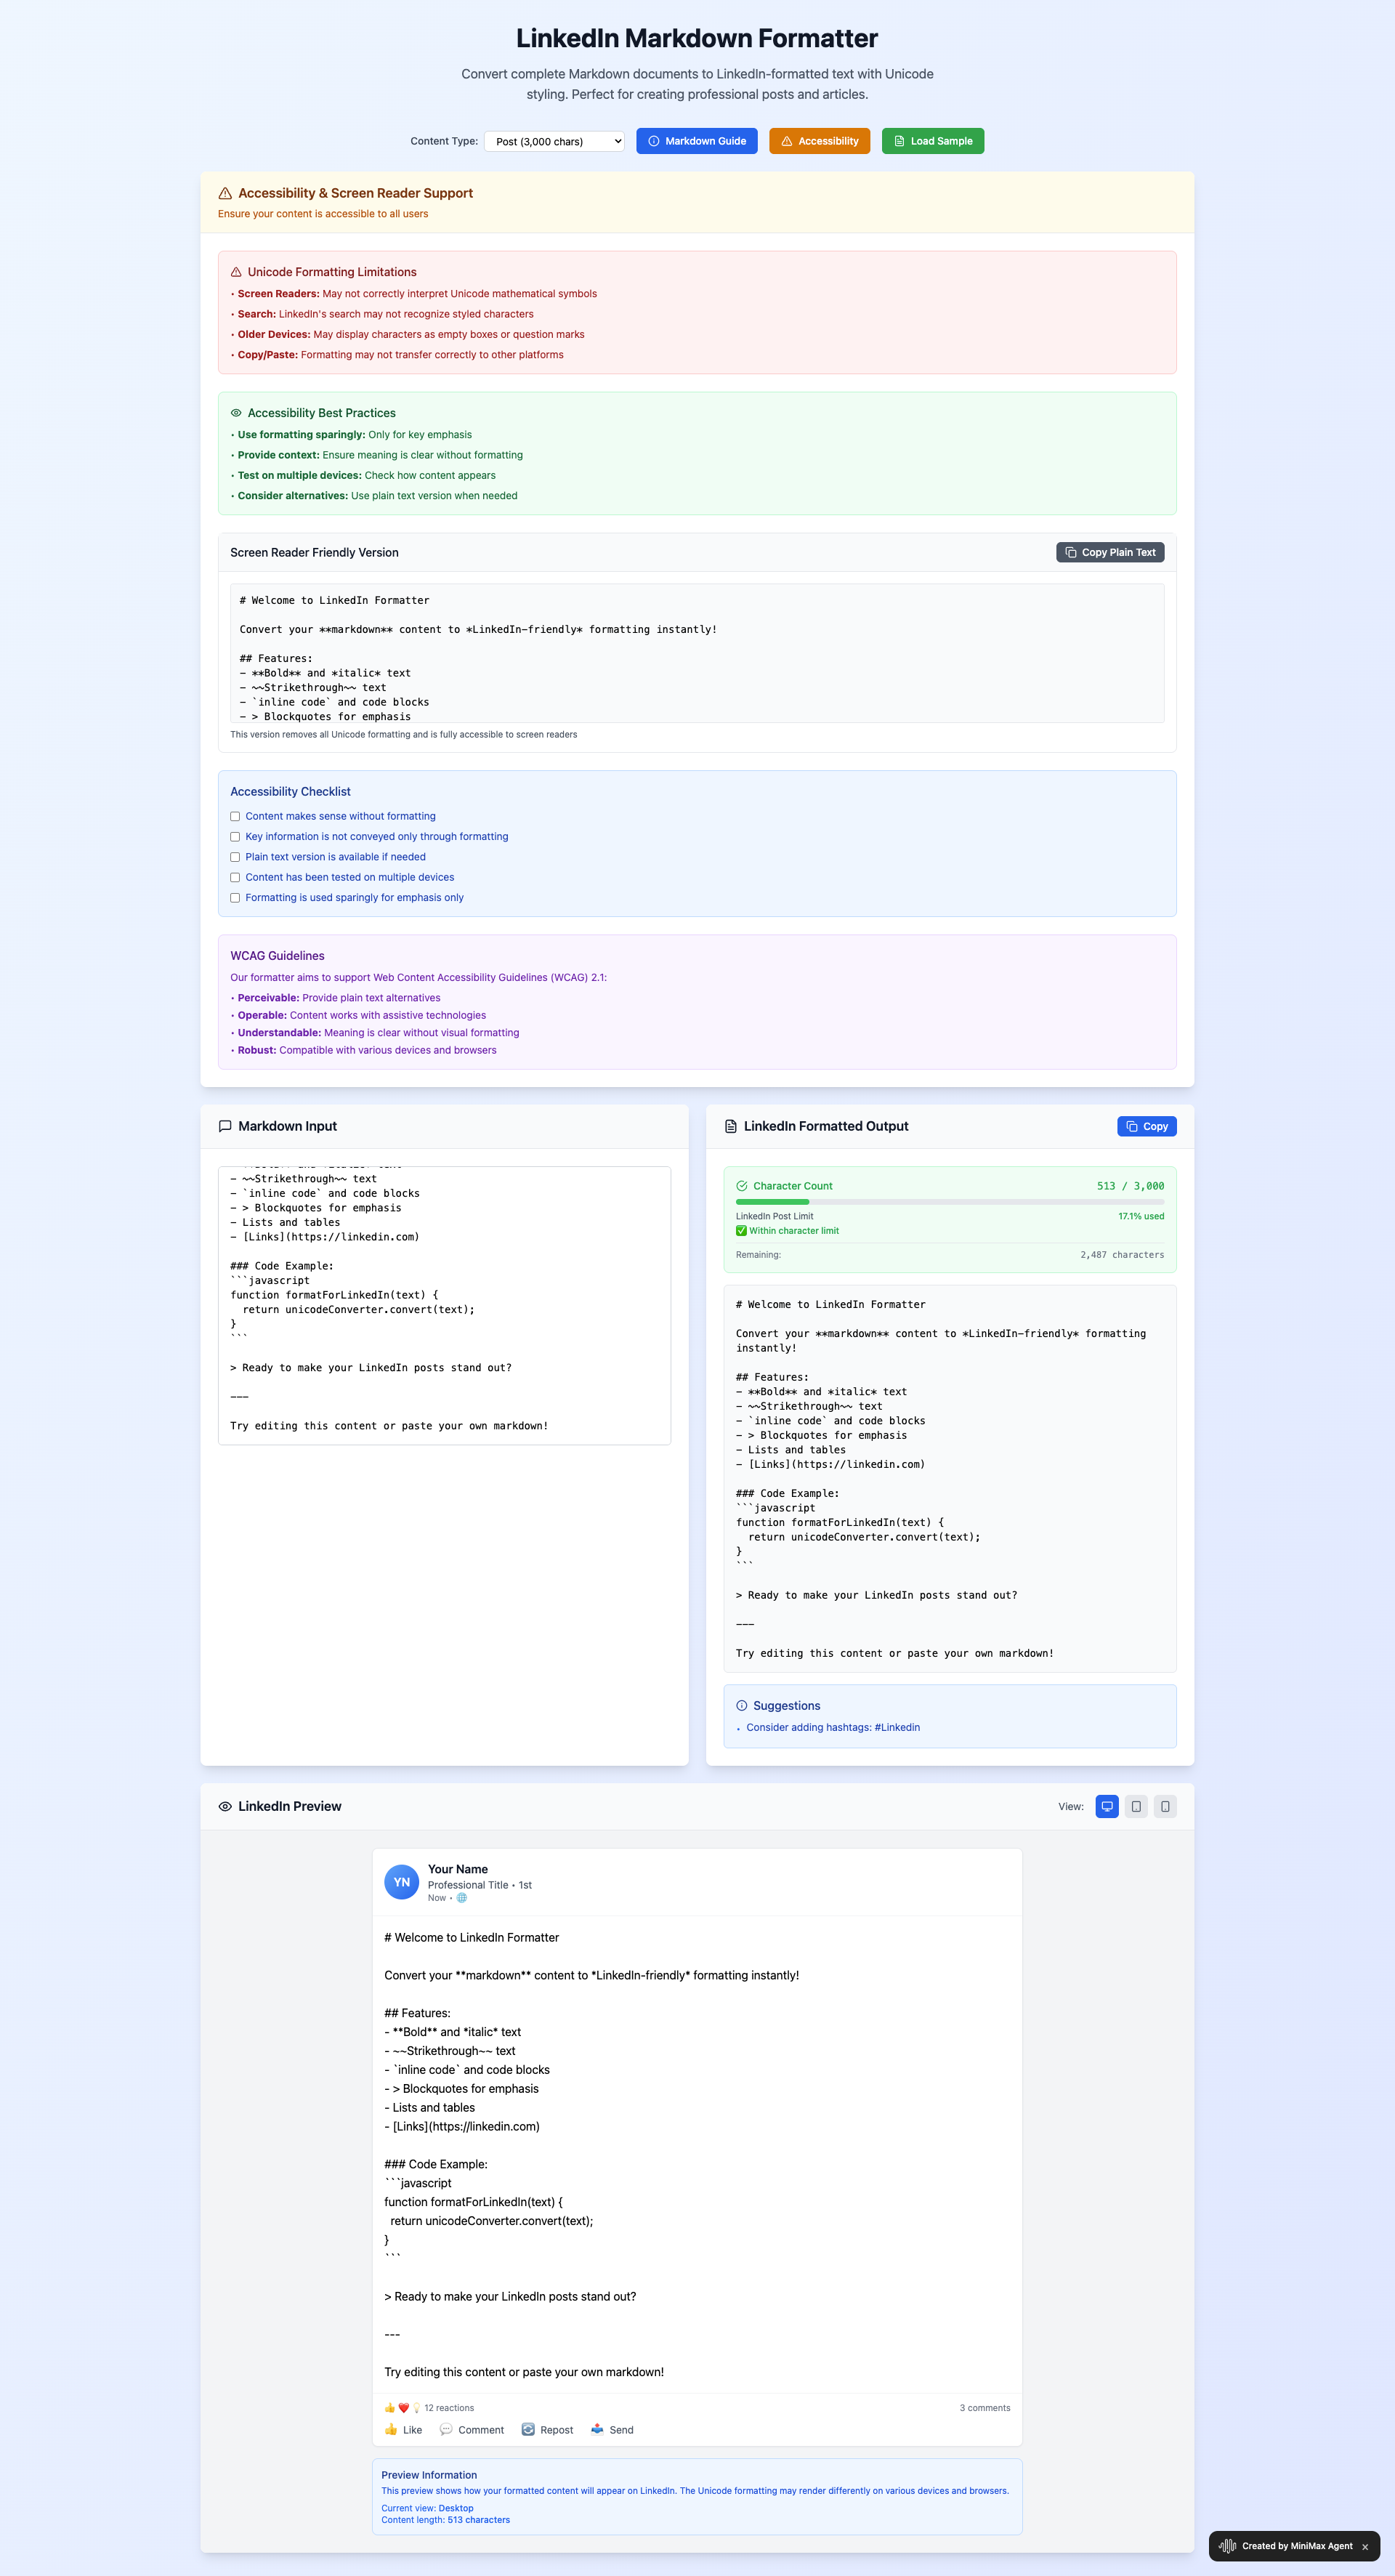 LinkedIn Markdown Formatter
Convert complete Markdown documents to LinkedIn-formatted text with Unicode
styling. Perfect for creating professional posts and articles.
Content Type: Post (3,000 chars) Markdown Guide Accessibility Load Sample
Accessibility & Screen Reader Support
Ensure your content is accessible to all users
Unicode Formatting Limitations
• Screen Readers: May not correctly interpret Unicode mathematical symbols
• Search: LinkedIn's search may not recognize styled characters
• Older Devices: May display characters as empty boxes or question marks
• Copy/Paste: Formatting may not transfer correctly to other platforms
Accessibility Best Practices
• Use formatting sparingly: Only for key emphasis
• Provide context: Ensure meaning is clear without formatting
• Test on multiple devices: Check how content appears
• Consider alternatives: Use plain text version when needed
Screen Reader Friendly Version Copy Plain Text
# Welcome to LinkedIn Formatter
Convert your **markdown** content to *LinkedIn-friendly* formatting instantly!
## Features:
- **Bold** and *italic* text
- ~~Strikethrough~~ text
- `inline code` and code blocks
- > Blockquotes for emphasis
This version removes all Unicode formatting and is fully accessible to screen readers
Accessibility Checklist
Content makes sense without formatting
Key information is not conveyed only through formatting
Plain text version is available if needed
Content has been tested on multiple devices
Formatting is used sparingly for emphasis only
WCAG Guidelines
Our formatter aims to support Web Content Accessibility Guidelines (WCAG) 2.1:
• Perceivable: Provide plain text alternatives
• Operable: Content works with assistive technologies
• Understandable: Meaning is clear without visual formatting
• Robust: Compatible with various devices and browsers
Markdown Input
- ~~Strikethrough~~ text
- `inline code` and code blocks
- > Blockquotes for emphasis
- Lists and tables
- [Links](https://linkedin.com)
### Code Example:
```javascript
function formatForLinkedIn(text) {
  return unicodeConverter.convert(text);
}
```
> Ready to make your LinkedIn posts stand out?
---
Try editing this content or paste your own markdown!
LinkedIn Formatted Output Copy
Character Count 513 / 3,000
LinkedIn Post Limit 17.1% used
✅ Within character limit
Remaining: 2,487 characters
# Welcome to LinkedIn Formatter
Convert your **markdown** content to *LinkedIn-friendly* formatting
instantly!
## Features:
- **Bold** and *italic* text
- ~~Strikethrough~~ text
- `inline code` and code blocks
- > Blockquotes for emphasis
- Lists and tables
- [Links](https://linkedin.com)
### Code Example:
```javascript
function formatForLinkedIn(text) {
  return unicodeConverter.convert(text);
}
```
> Ready to make your LinkedIn posts stand out?
---
Try editing this content or paste your own markdown!
Suggestions
• Consider adding hashtags: #Linkedin
LinkedIn Preview View:
YN
Your Name
Professional Title • 1st
Now • 🌐
# Welcome to LinkedIn Formatter
Convert your **markdown** content to *LinkedIn-friendly* formatting instantly!
## Features:
- **Bold** and *italic* text
- ~~Strikethrough~~ text
- `inline code` and code blocks
- > Blockquotes for emphasis
- Lists and tables
- [Links](https://linkedin.com)
### Code Example:
```javascript
function formatForLinkedIn(text) {
  return unicodeConverter.convert(text);
}
```
> Ready to make your LinkedIn posts stand out?
---
Try editing this content or paste your own markdown!
👍❤️💡 12 reactions 3 comments
👍 Like 💬 Comment 🔄 Repost 📤 Send
Preview Information
This preview shows how your formatted content will appear on LinkedIn. The Unicode formatting may render differently on various devices and browsers.
Current view: Desktop
Content length: 513 characters
Created by MiniMax Agent ×